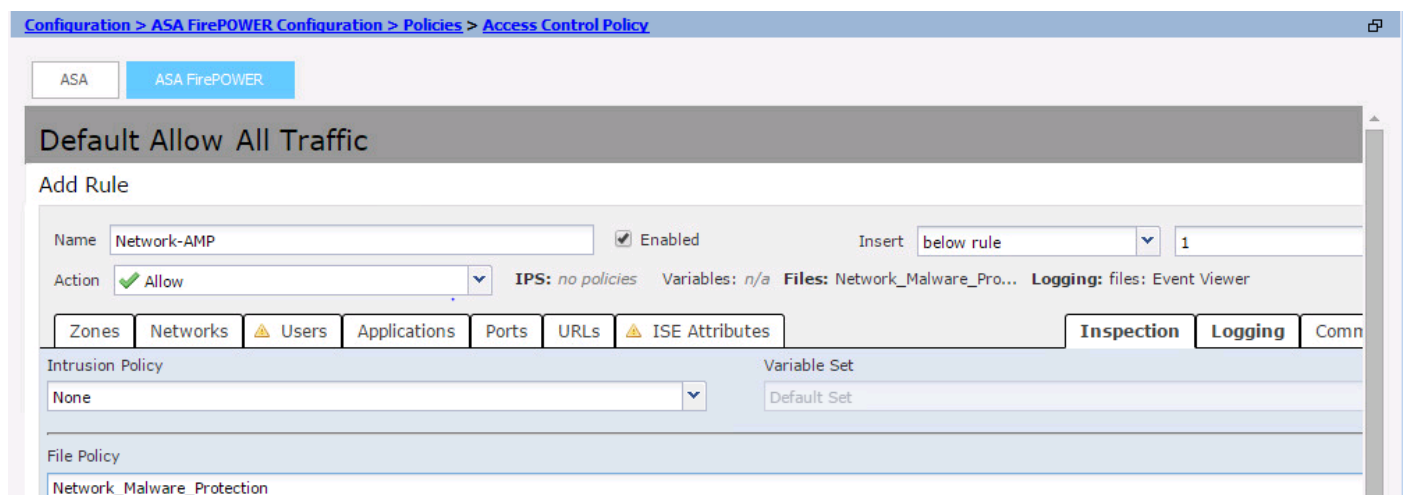 Configuration > ASA FirePOWER Configuration > Policies > Access Control Policy
ASA ASA FirePOWER
Default Allow All Traffic
Add Rule
Name Network-AMP Enabled Insert below rule 1
Action Allow IPS: no policies Variables: n/a Files: Network_Malware_Pro... Logging: files: Event Viewer
Zones Networks Users Applications Ports URLs ISE Attributes Inspection Logging Comm
Intrusion Policy Variable Set
None Default Set
File Policy
Network_Malware_Protection